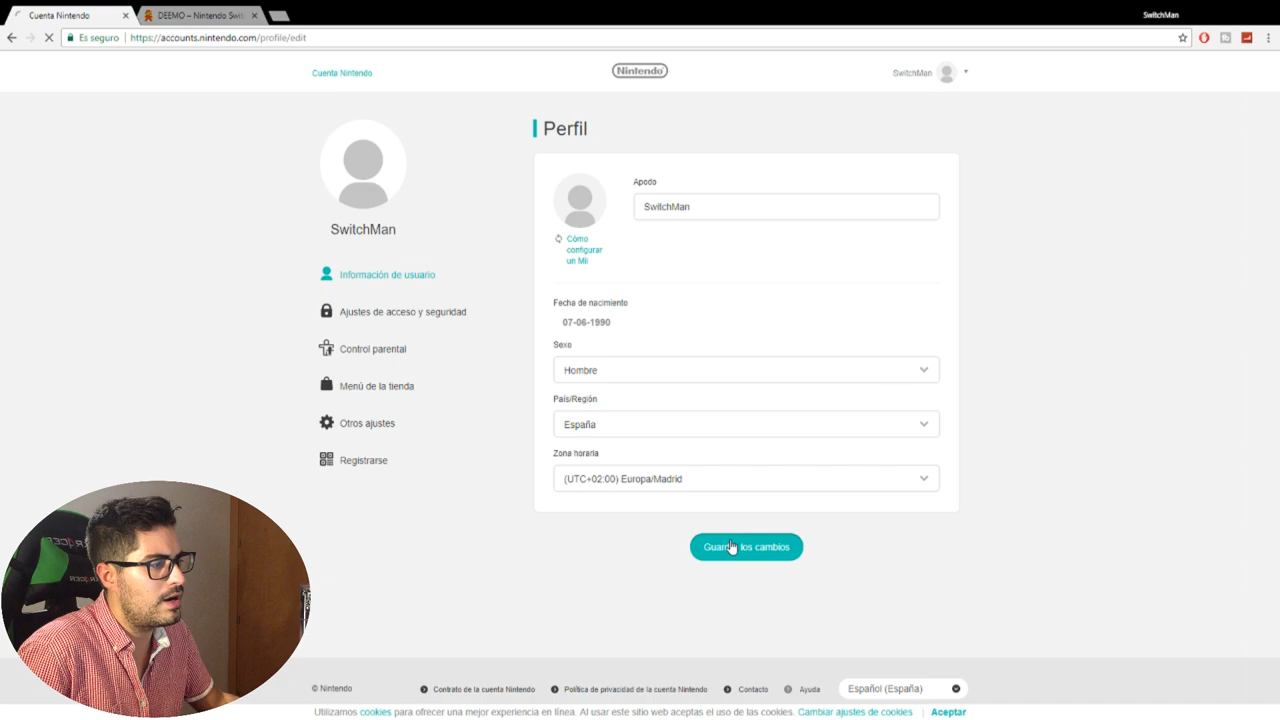 Cuenta Nintendo
DEEMO – Nintendo Swit
SwitchMan
Es seguro https://accounts.nintendo.com/profile/edit
Cuenta Nintendo
Nintendo
SwitchMan
Perfil
Apodo
SwitchMan
Cómo
configurar
un Mii
SwitchMan
Información de usuario
Ajustes de acceso y seguridad
Control parental
Menú de la tienda
Otros ajustes
Registrarse
Fecha de nacimiento
07-06-1990
Sexo
Hombre
País/Región
España
Zona horaria
(UTC+02:00) Europa/Madrid
los cambios
© Nintendo
Contrato de la cuenta Nintendo
Política de privacidad de la cuenta Nintendo
Contacto
Ayuda
Español (España)
Utilizamos cookies para ofrecer una mejor experiencia en línea. Al usar este sitio web aceptas el uso de las cookies. Cambiar ajustes de cookies
Aceptar